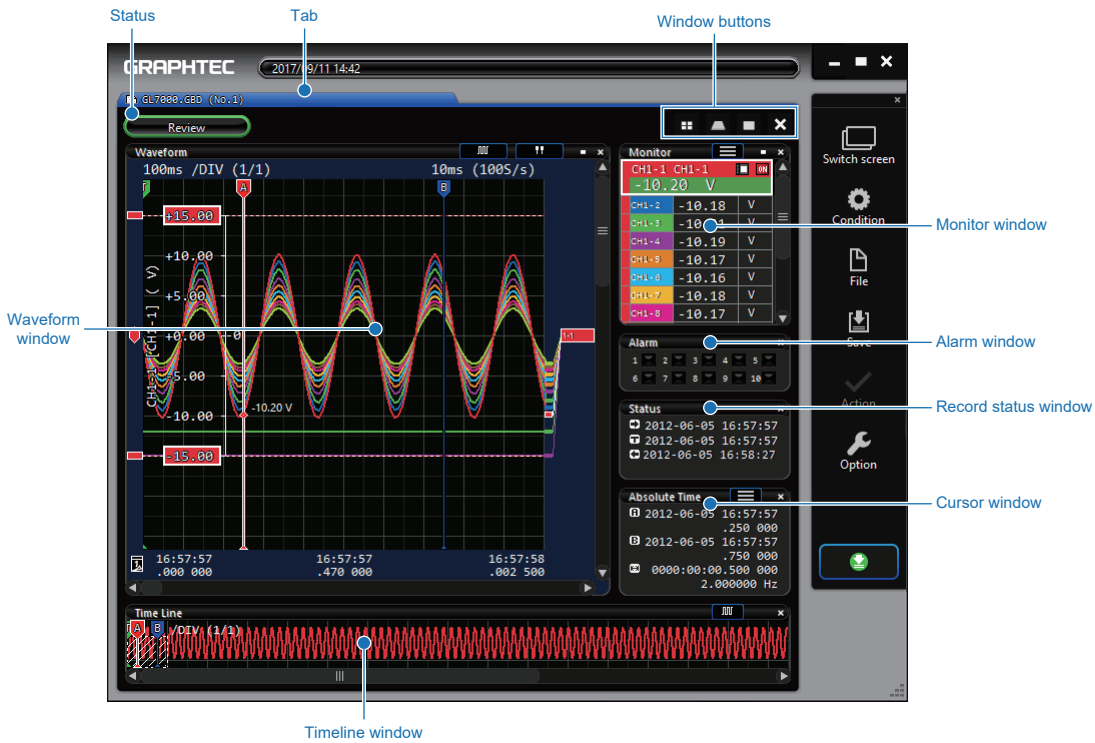 Status
Tab
Window buttons
GRAPHTEC
2017/09/11 14:42
GL7000.GBD (No.1)
Review
Waveform
100ms /DIV (1/1)
10ms (100S/s)
A
B
+15.00
+10.00
+5.00
+0.00
-5.00
-10.00
-15.00
CH1-1 [CH1-1] ( V)
-0
-10.20 V
1-1
16:57:57
.000 000
16:57:57
.470 000
16:57:58
.002 500
Waveform
window
Monitor
CH1-1 CH1-1
ON
-10.20 V
CH1-2 -10.18 V
CH1-3 V
CH1-4 -10.19 V
CH1-5 -10.17 V
CH1-6 -10.16 V
CH1-7 -10.18 V
CH1-8 -10.17 V
Monitor window
Alarm
1 2 3 4 5
6 7 8 9 10
Alarm window
Status
2012-06-05 16:57:57
2012-06-05 16:57:57
2012-06-05 16:58:27
Record status window
Absolute Time
A 2012-06-05 16:57:57
.250 000
B 2012-06-05 16:57:57
.750 000
0000:00:00.500 000
2.000000 Hz
Cursor window
Switch screen
Condition
File
Save
Action
Option
Time Line
A B /DIV (1/1)
Timeline window